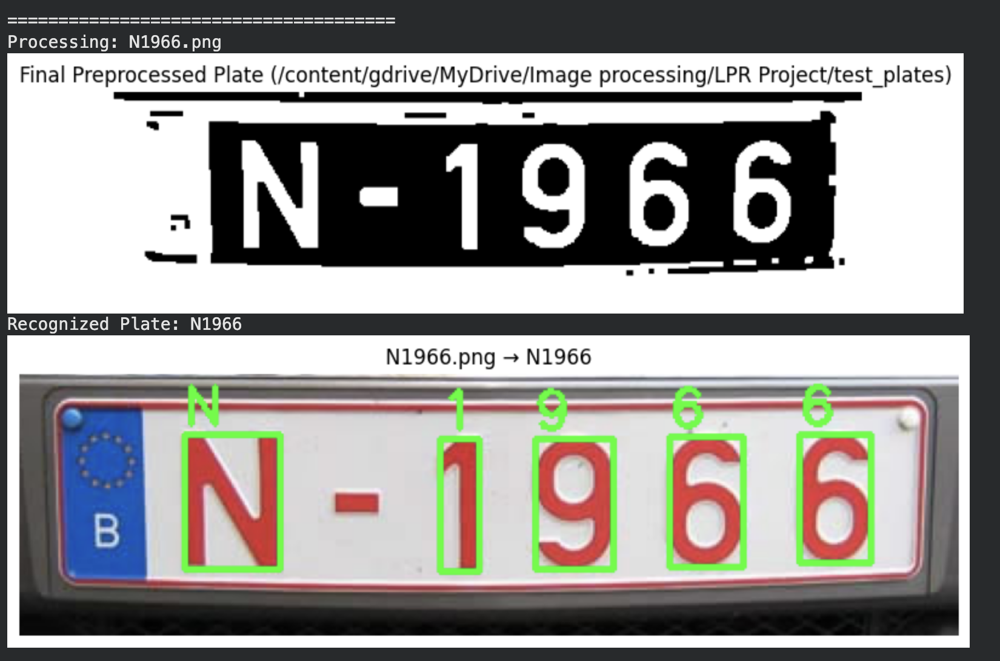 ======================================
Processing: N1966.png
Final Preprocessed Plate (/content/gdrive/MyDrive/Image processing/LPR Project/test_plates)
N-1966
Recognized Plate: N1966
N1966.png → N1966
N 1 9 6 6
N-1966
B